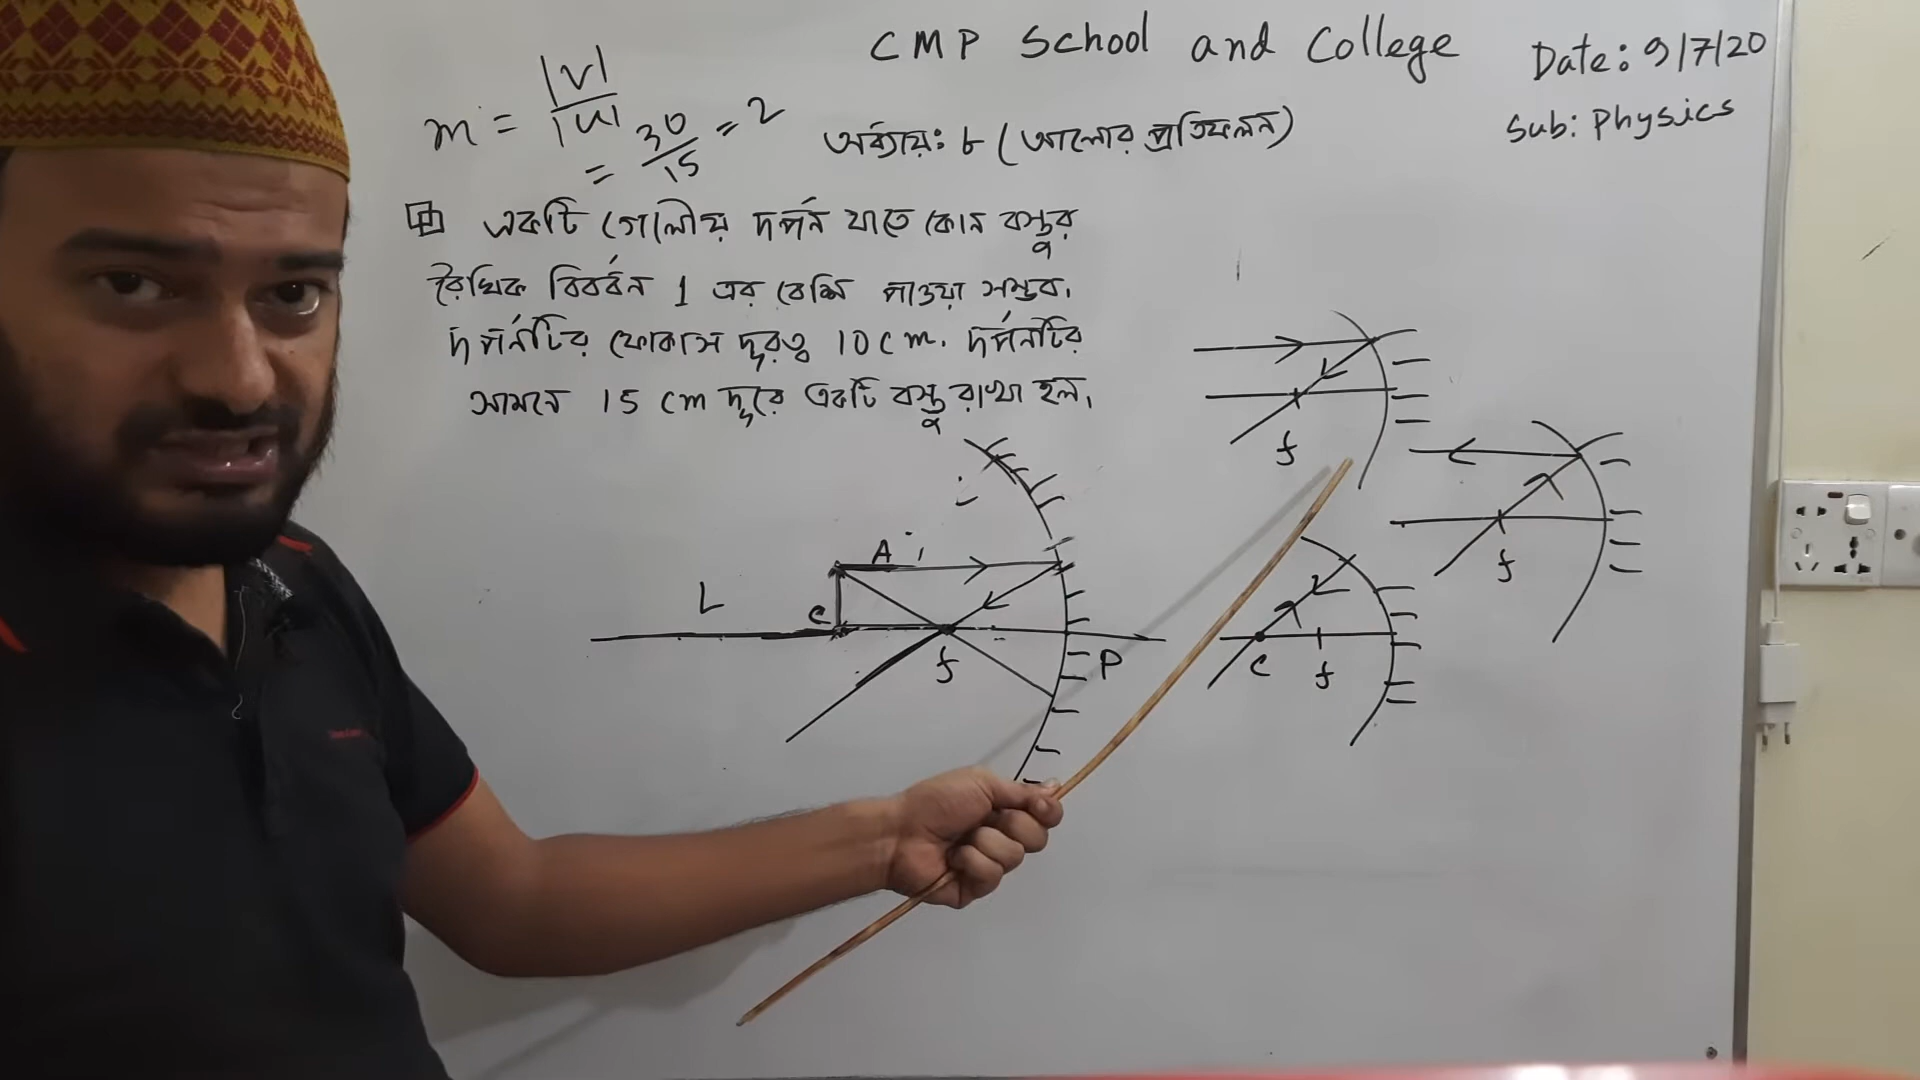 CMP School and College
Date: 9/7/20
Sub: Physics
m = |v|/|u|
= 30/15 = 2
অধ্যায়ঃ ৮ (আলোর প্রতিফলন)
একটি গোলীয় দর্পন যাতে কোন বস্তুর
রৈখিক বিবর্ধন 1 এর বেশি পাওয়া সম্ভব।
দর্পনটির ফোকাস দূরত্ব 10 cm. দর্পনটির
সামনে 15 cm দূরে একটি বস্তু রাখা হল।
f
f
A
L
C
f
P
C
f